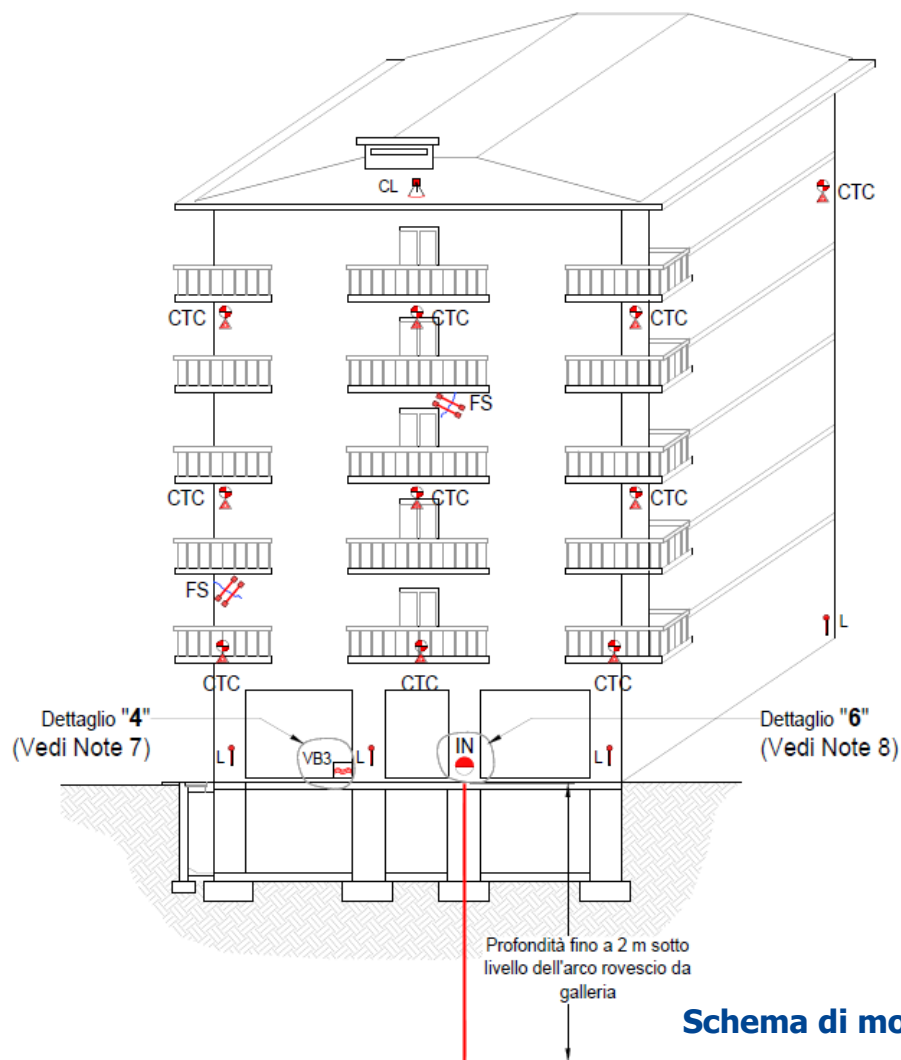 CL
CTC
CTC
CTC
CTC
FS
CTC
CTC
CTC
FS
CTC
CTC
CTC
L
Dettaglio "4"
(Vedi Note 7)
Dettaglio "6"
(Vedi Note 8)
L
VB3
L
IN
L
Profondità fino a 2 m sotto
livello dell'arco rovescio da
galleria
Schema di mo